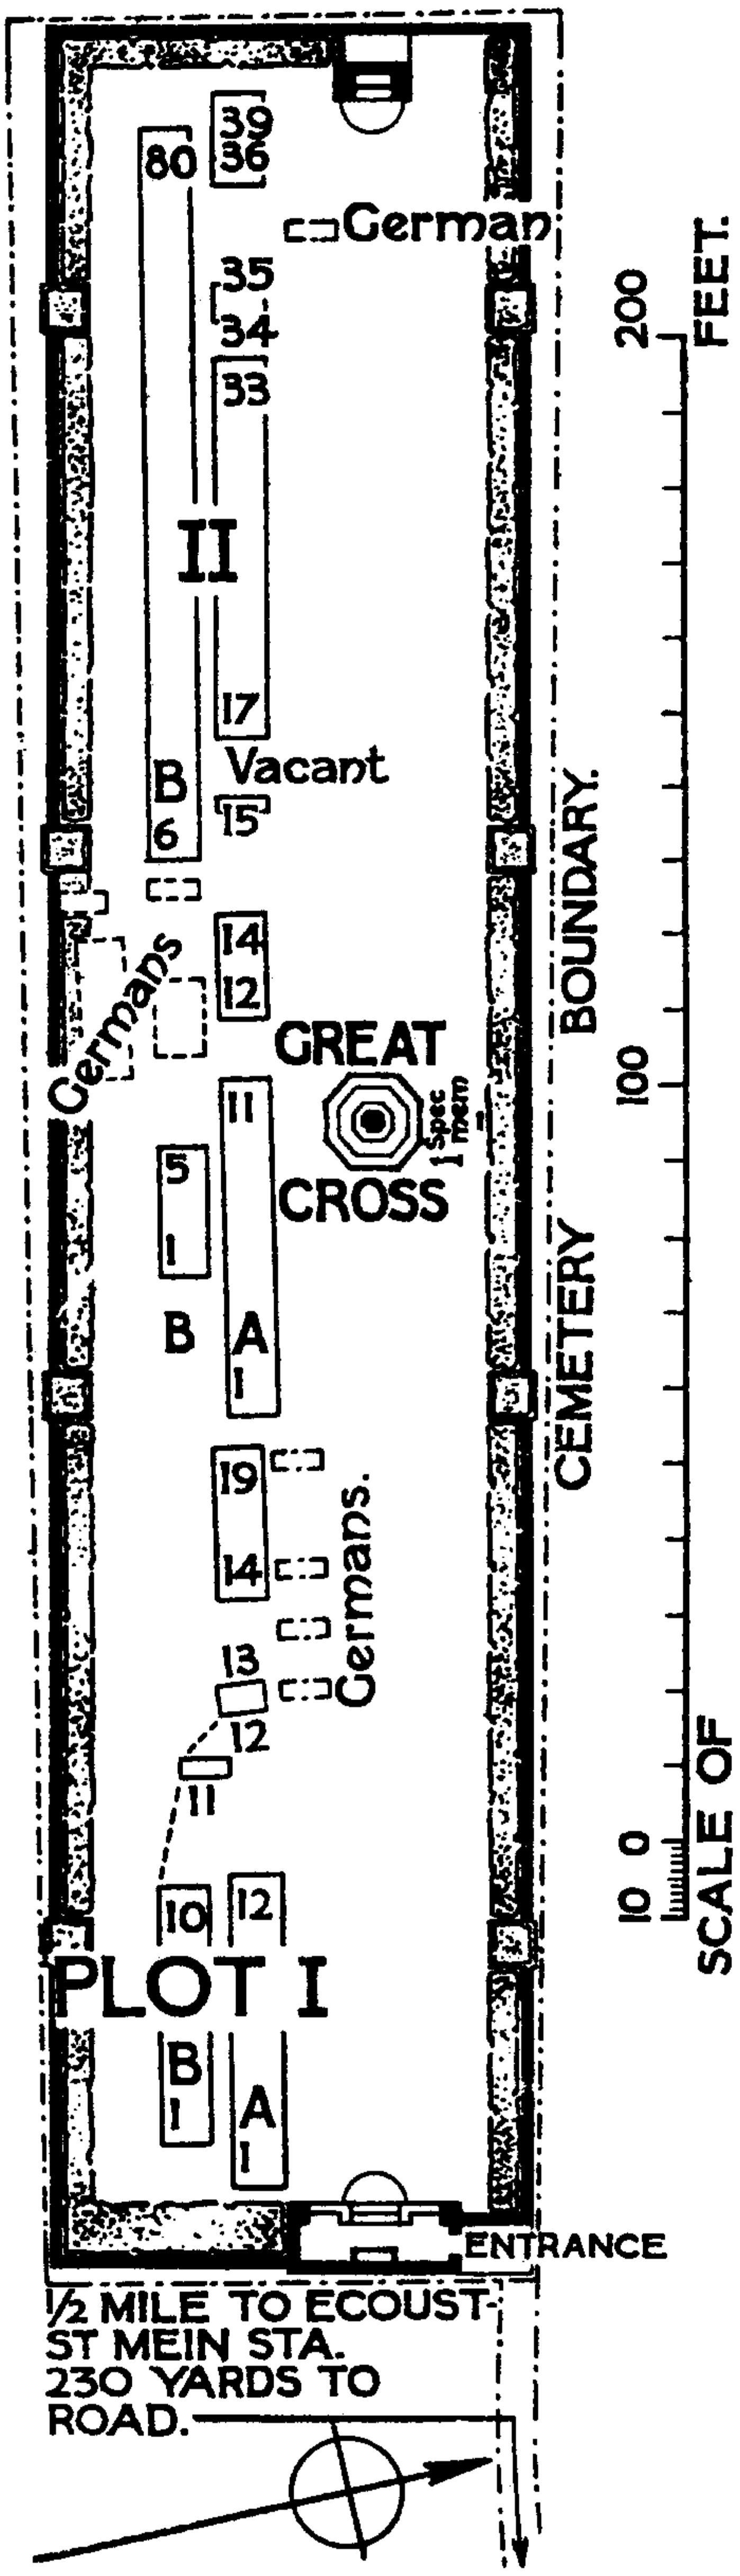 39
80
36
German
35
34
33
II
17
Vacant
B
6
15
14
12
Germans
GREAT
CROSS
1 Spec
mem
11
5
1
B
A
1
19
14
Germans.
13
12
11
10
12
PLOT I
B
1
A
1
ENTRANCE
1/2 MILE TO ECOUST-
ST MEIN STA.
230 YARDS TO
ROAD.
CEMETERY BOUNDARY.
SCALE OF FEET.
10 0 100 200